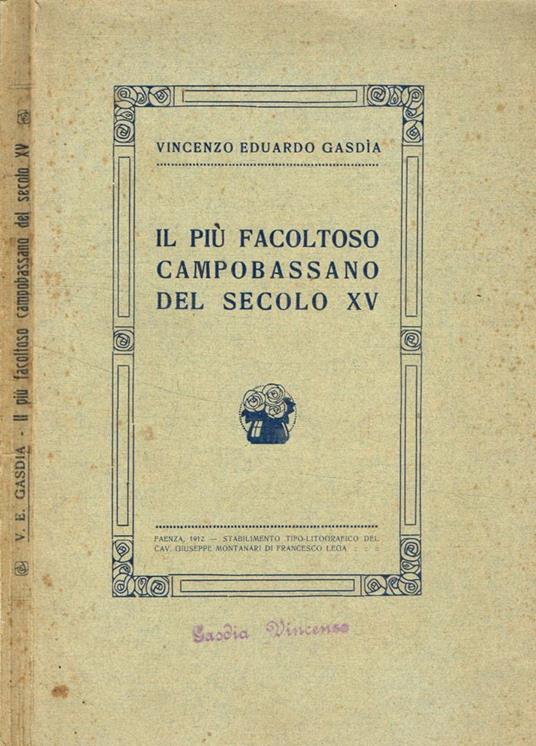 V. E. GASDIA - Il più facoltoso campobassano del secolo XV
VINCENZO EDUARDO GASDÌA
IL PIÙ FACOLTOSO
CAMPOBASSANO
DEL SECOLO XV
FAENZA, 1912 — STABILIMENTO TIPO-LITOGRAFICO DEL
CAV. GIUSEPPE MONTANARI DI FRANCESCO LEGA : : :
Gasdia Vincenzo